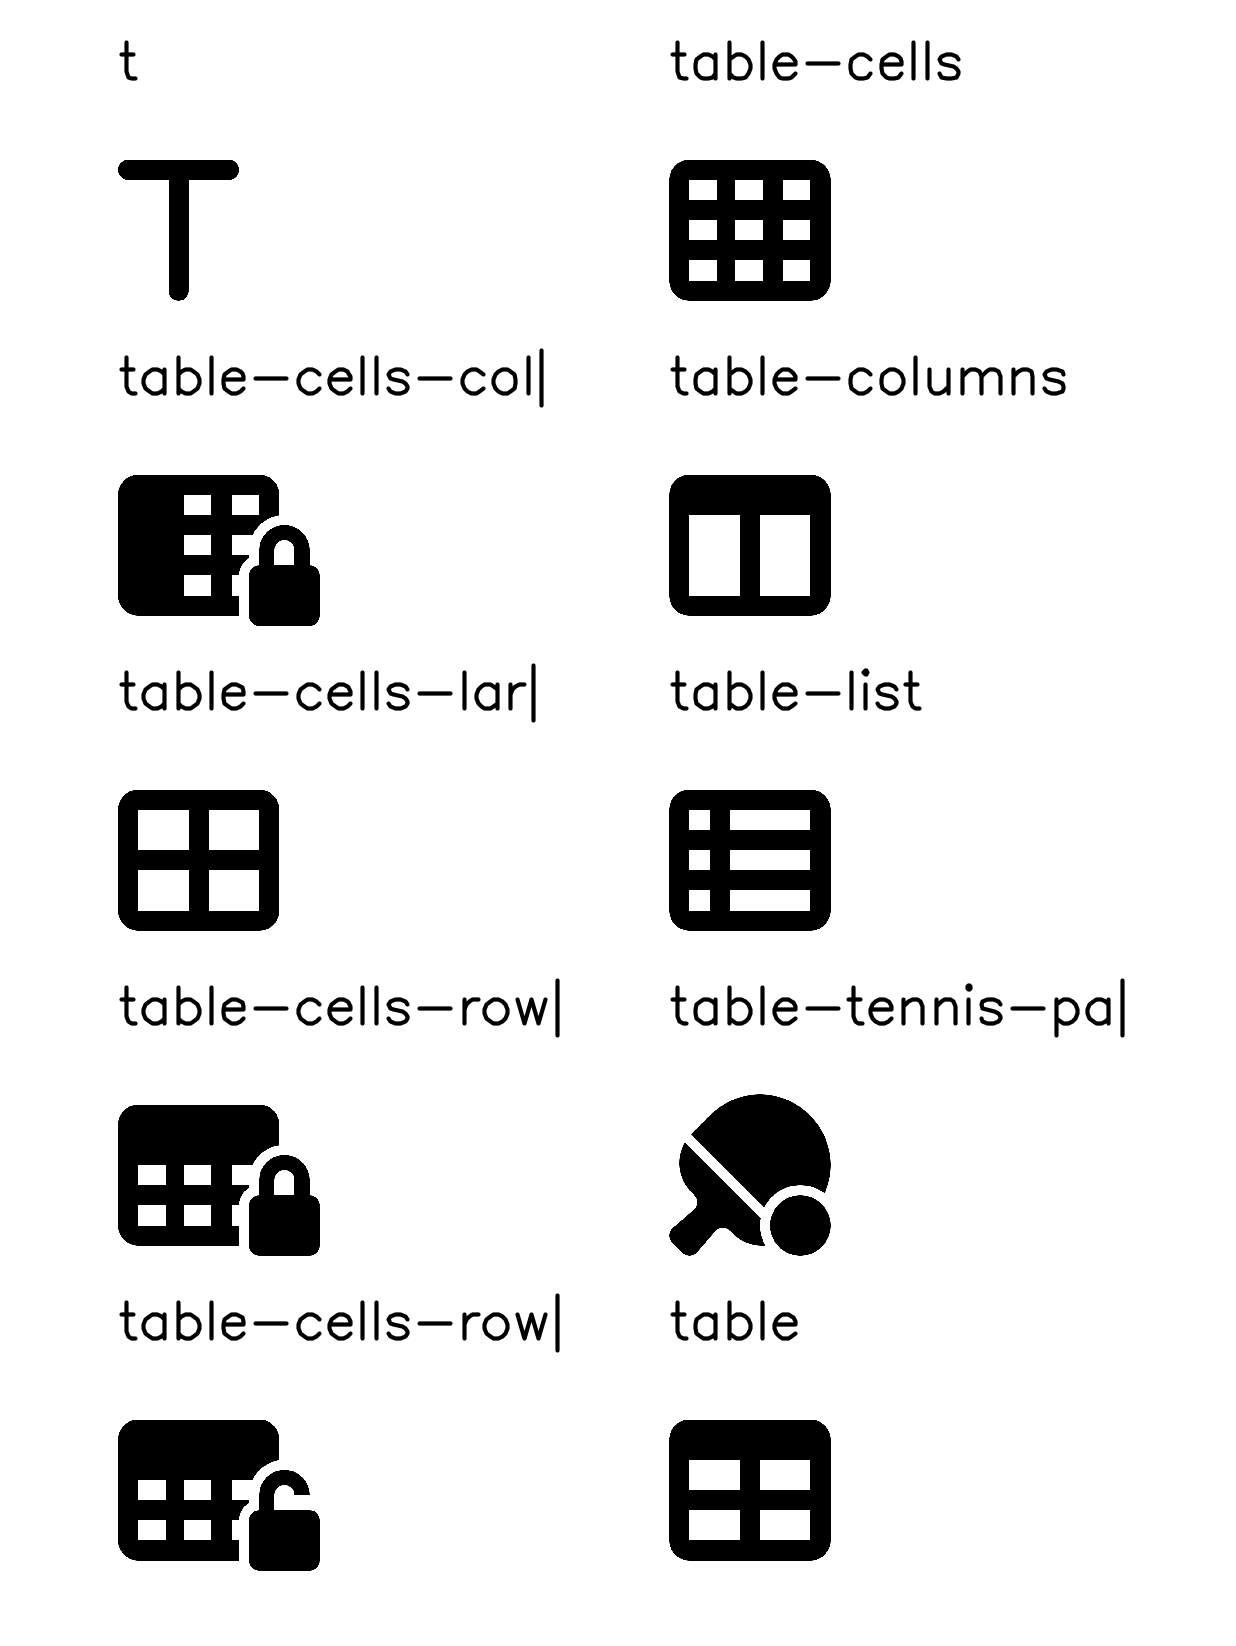 t
table-cells
table-cells-col|
table-columns
table-cells-lar|
table-list
table-cells-row|
table-tennis-pa|
table-cells-row|
table